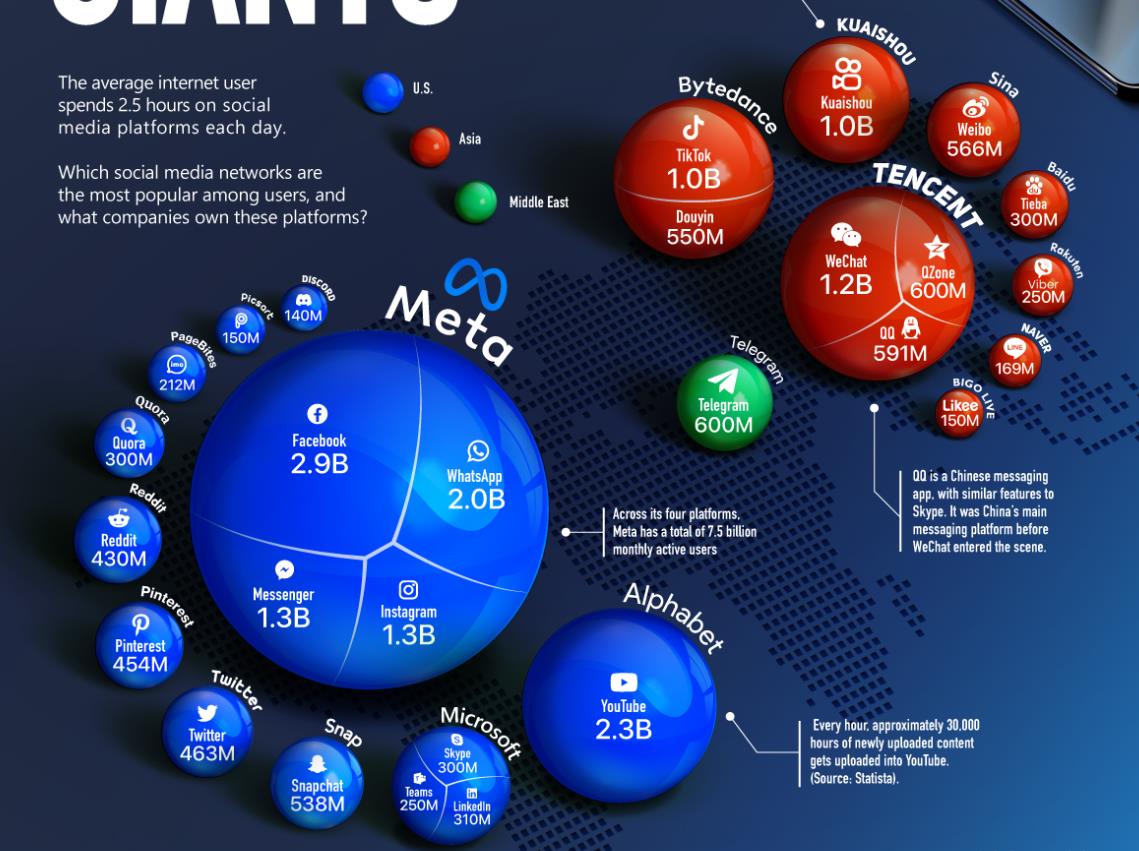 GIANTS
The average internet user
spends 2.5 hours on social
media platforms each day.
Which social media networks are
the most popular among users, and
what companies own these platforms?
U.S.
Asia
Middle East
KUAISHOU
Kuaishou
1.0B
Bytedance
TikTok
1.0B
Douyin
550M
Sina
Weibo
566M
Baidu
du
Tieba
300M
TENCENT
WeChat
1.2B
QZone
600M
QQ
591M
Rakuten
Viber
250M
NAVER
LINE
169M
BIGO LIVE
Likee
150M
Telegram
Telegram
600M
QQ is a Chinese messaging
app, with similar features to
Skype. It was China's main
messaging platform before
WeChat entered the scene.
Meta
Facebook
2.9B
WhatsApp
2.0B
Messenger
1.3B
Instagram
1.3B
Across its four platforms,
Meta has a total of 7.5 billion
monthly active users
DISCORD
140M
Picsart
150M
PageBites
imo
212M
Quora
Quora
300M
Reddit
Reddit
430M
Pinterest
Pinterest
454M
Twitter
Twitter
463M
Snap
Snapchat
538M
Microsoft
Skype
300M
Teams
250M
LinkedIn
310M
Alphabet
YouTube
2.3B
Every hour, approximately 30,000
hours of newly uploaded content
gets uploaded into YouTube.
(Source: Statista).